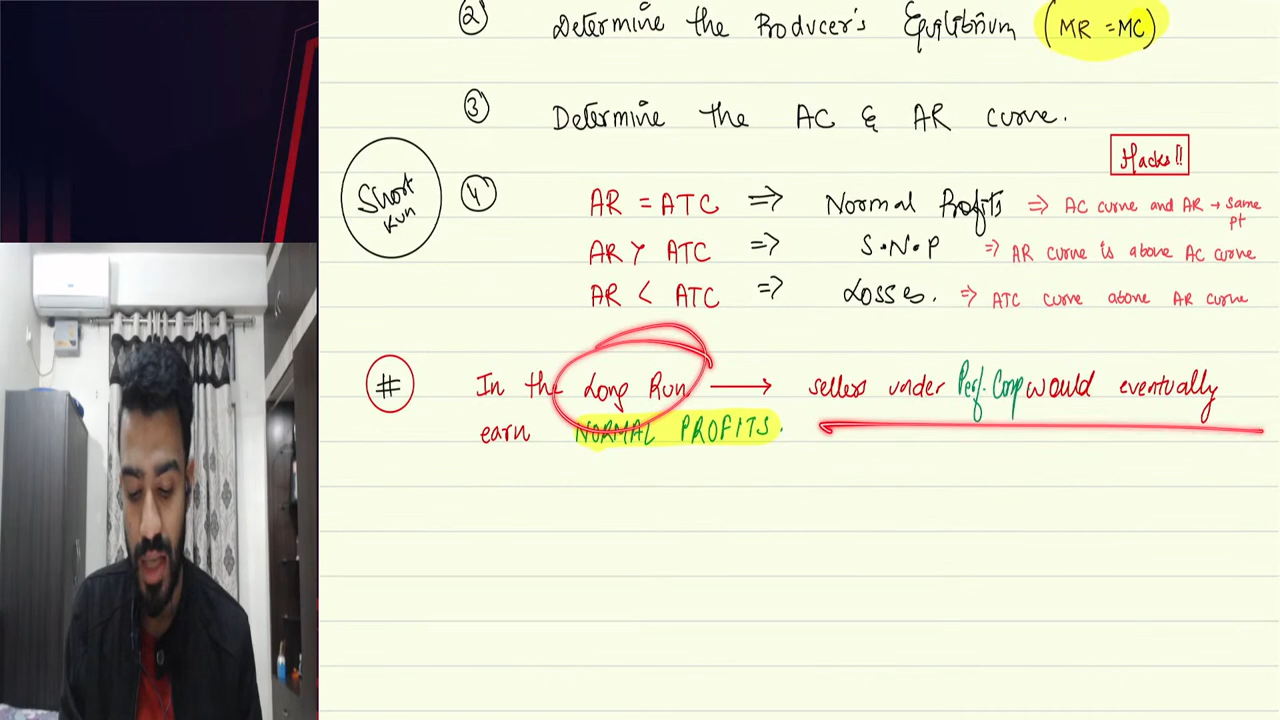 ② Determine the Producer's Equilibrium (MR = MC)
③ Determine the AC & AR curve.
Hacks!!
Short Run
④ AR = ATC ⇒ Normal Profits ⇒ AC curve and AR → same pt
AR > ATC ⇒ S.N.P ⇒ AR curve is above AC curve
AR < ATC ⇒ Losses. ⇒ ATC curve above AR curve
# In the Long Run → sellers under Perf. Comp would eventually
earn NORMAL PROFITS.